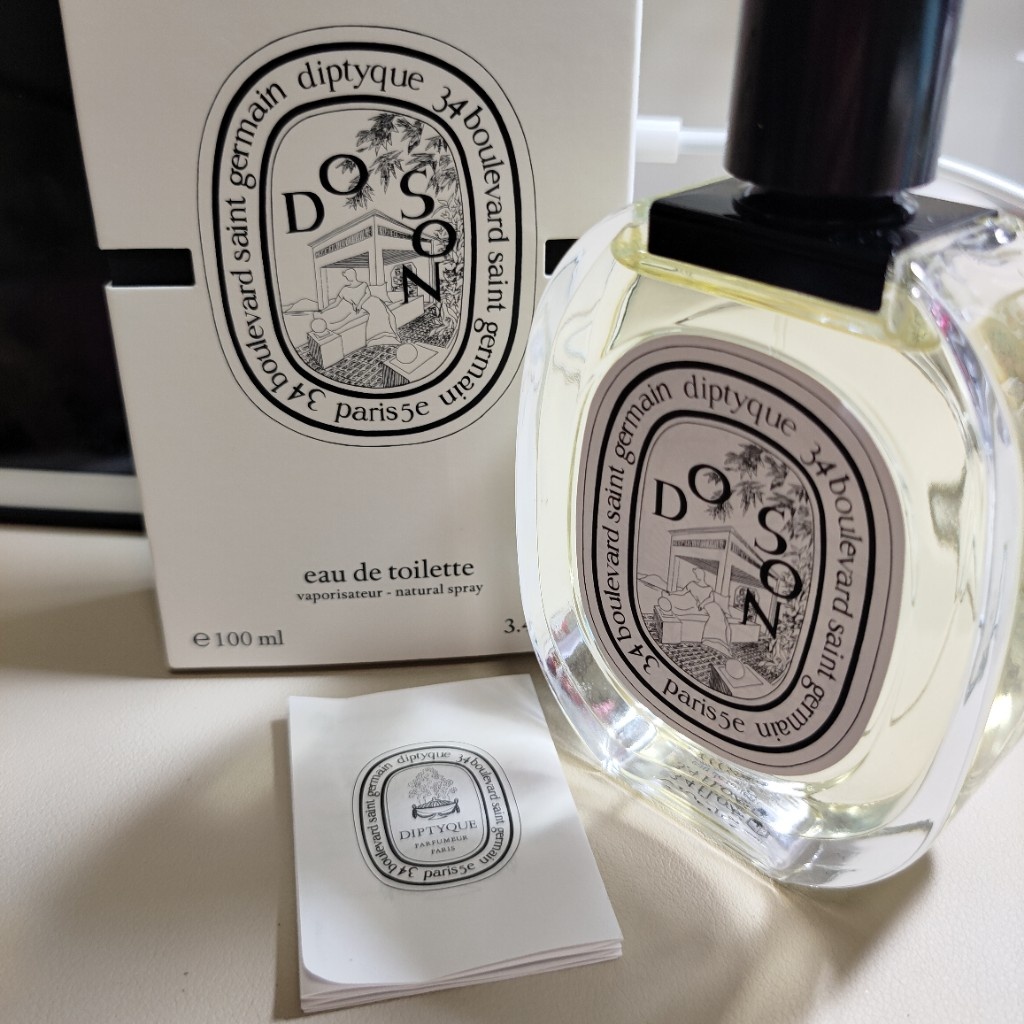 diptyque 34 boulevard saint germain paris5e 34 boulevard saint germain
DO SON
eau de toilette
vaporisateur - natural spray
e 100 ml
3.4
diptyque 34 boulevard saint germain paris5e 34 boulevard saint germain
DO SON
diptyque 34 boulevard saint germain paris5e 34 boulevard saint germain
DIPTYQUE
PARFUMEUR
PARIS